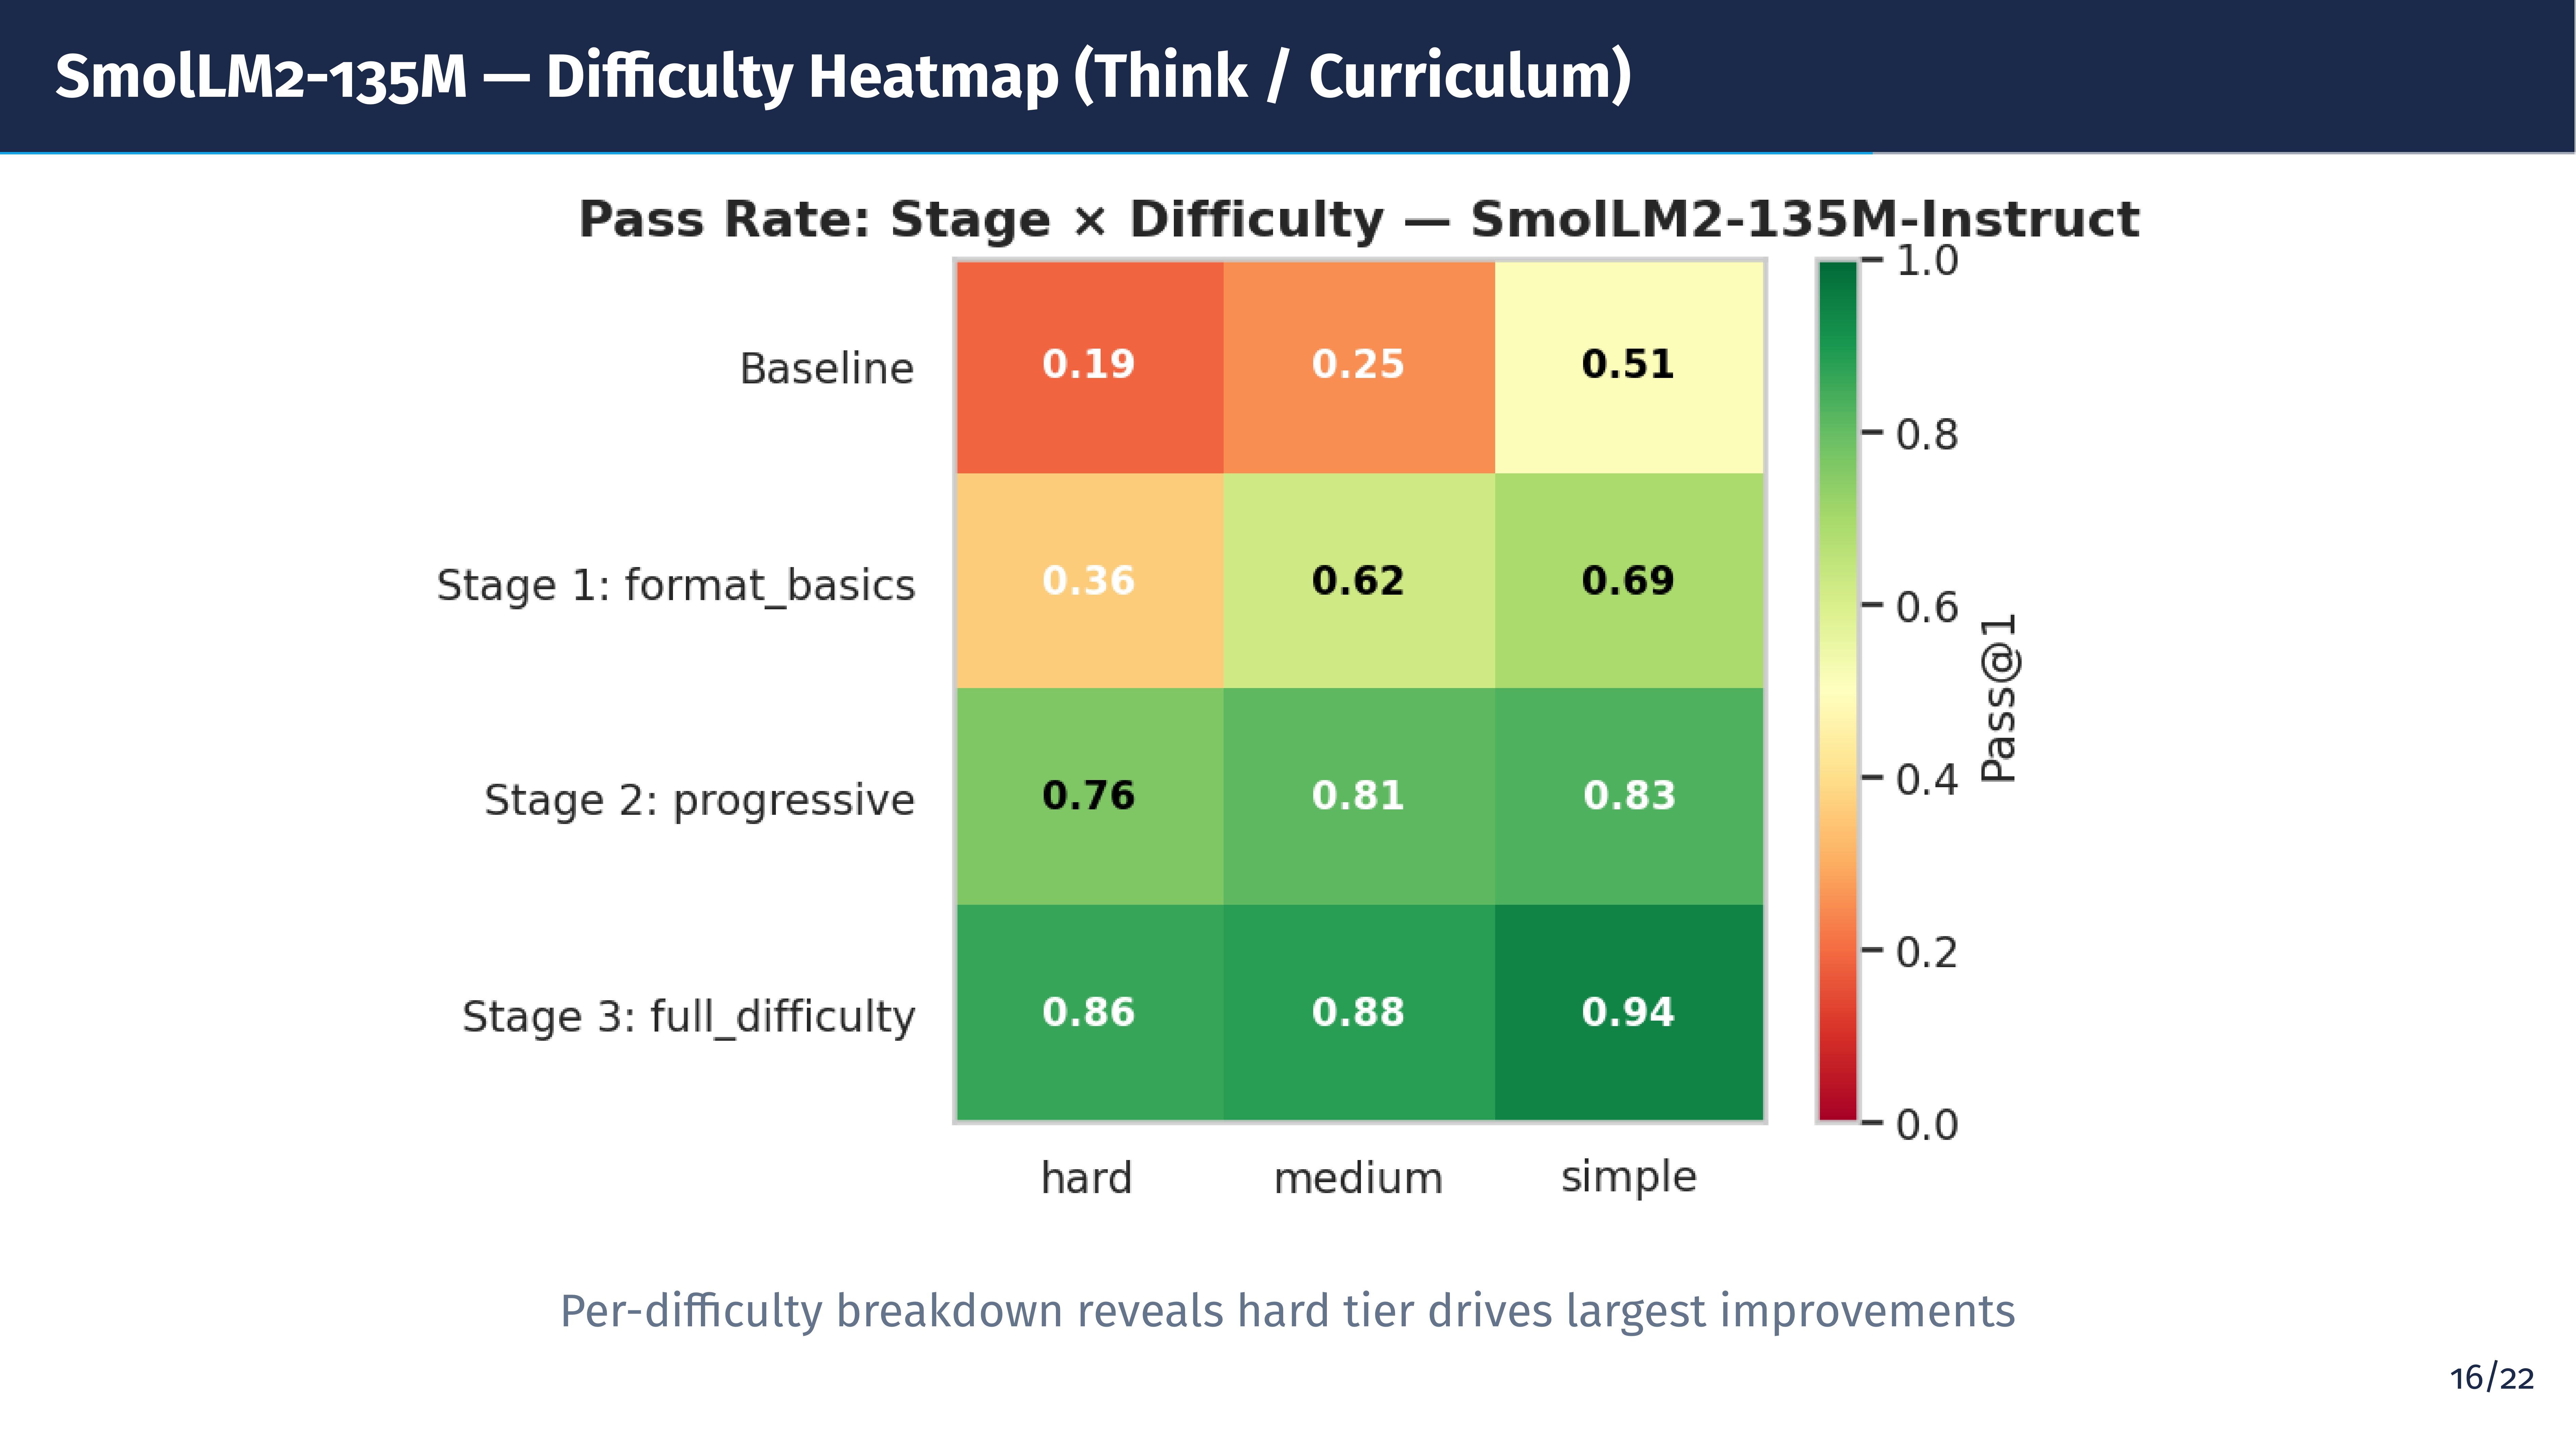 SmolLM2-135M — Difficulty Heatmap (Think / Curriculum)
Pass Rate: Stage × Difficulty — SmolLM2-135M-Instruct
Baseline
0.19 0.25 0.51
Stage 1: format_basics
0.36 0.62 0.69
Stage 2: progressive
0.76 0.81 0.83
Stage 3: full_difficulty
0.86 0.88 0.94
hard medium simple
1.0
0.8
0.6
0.4
0.2
0.0
Pass@1
Per-difficulty breakdown reveals hard tier drives largest improvements
16/22